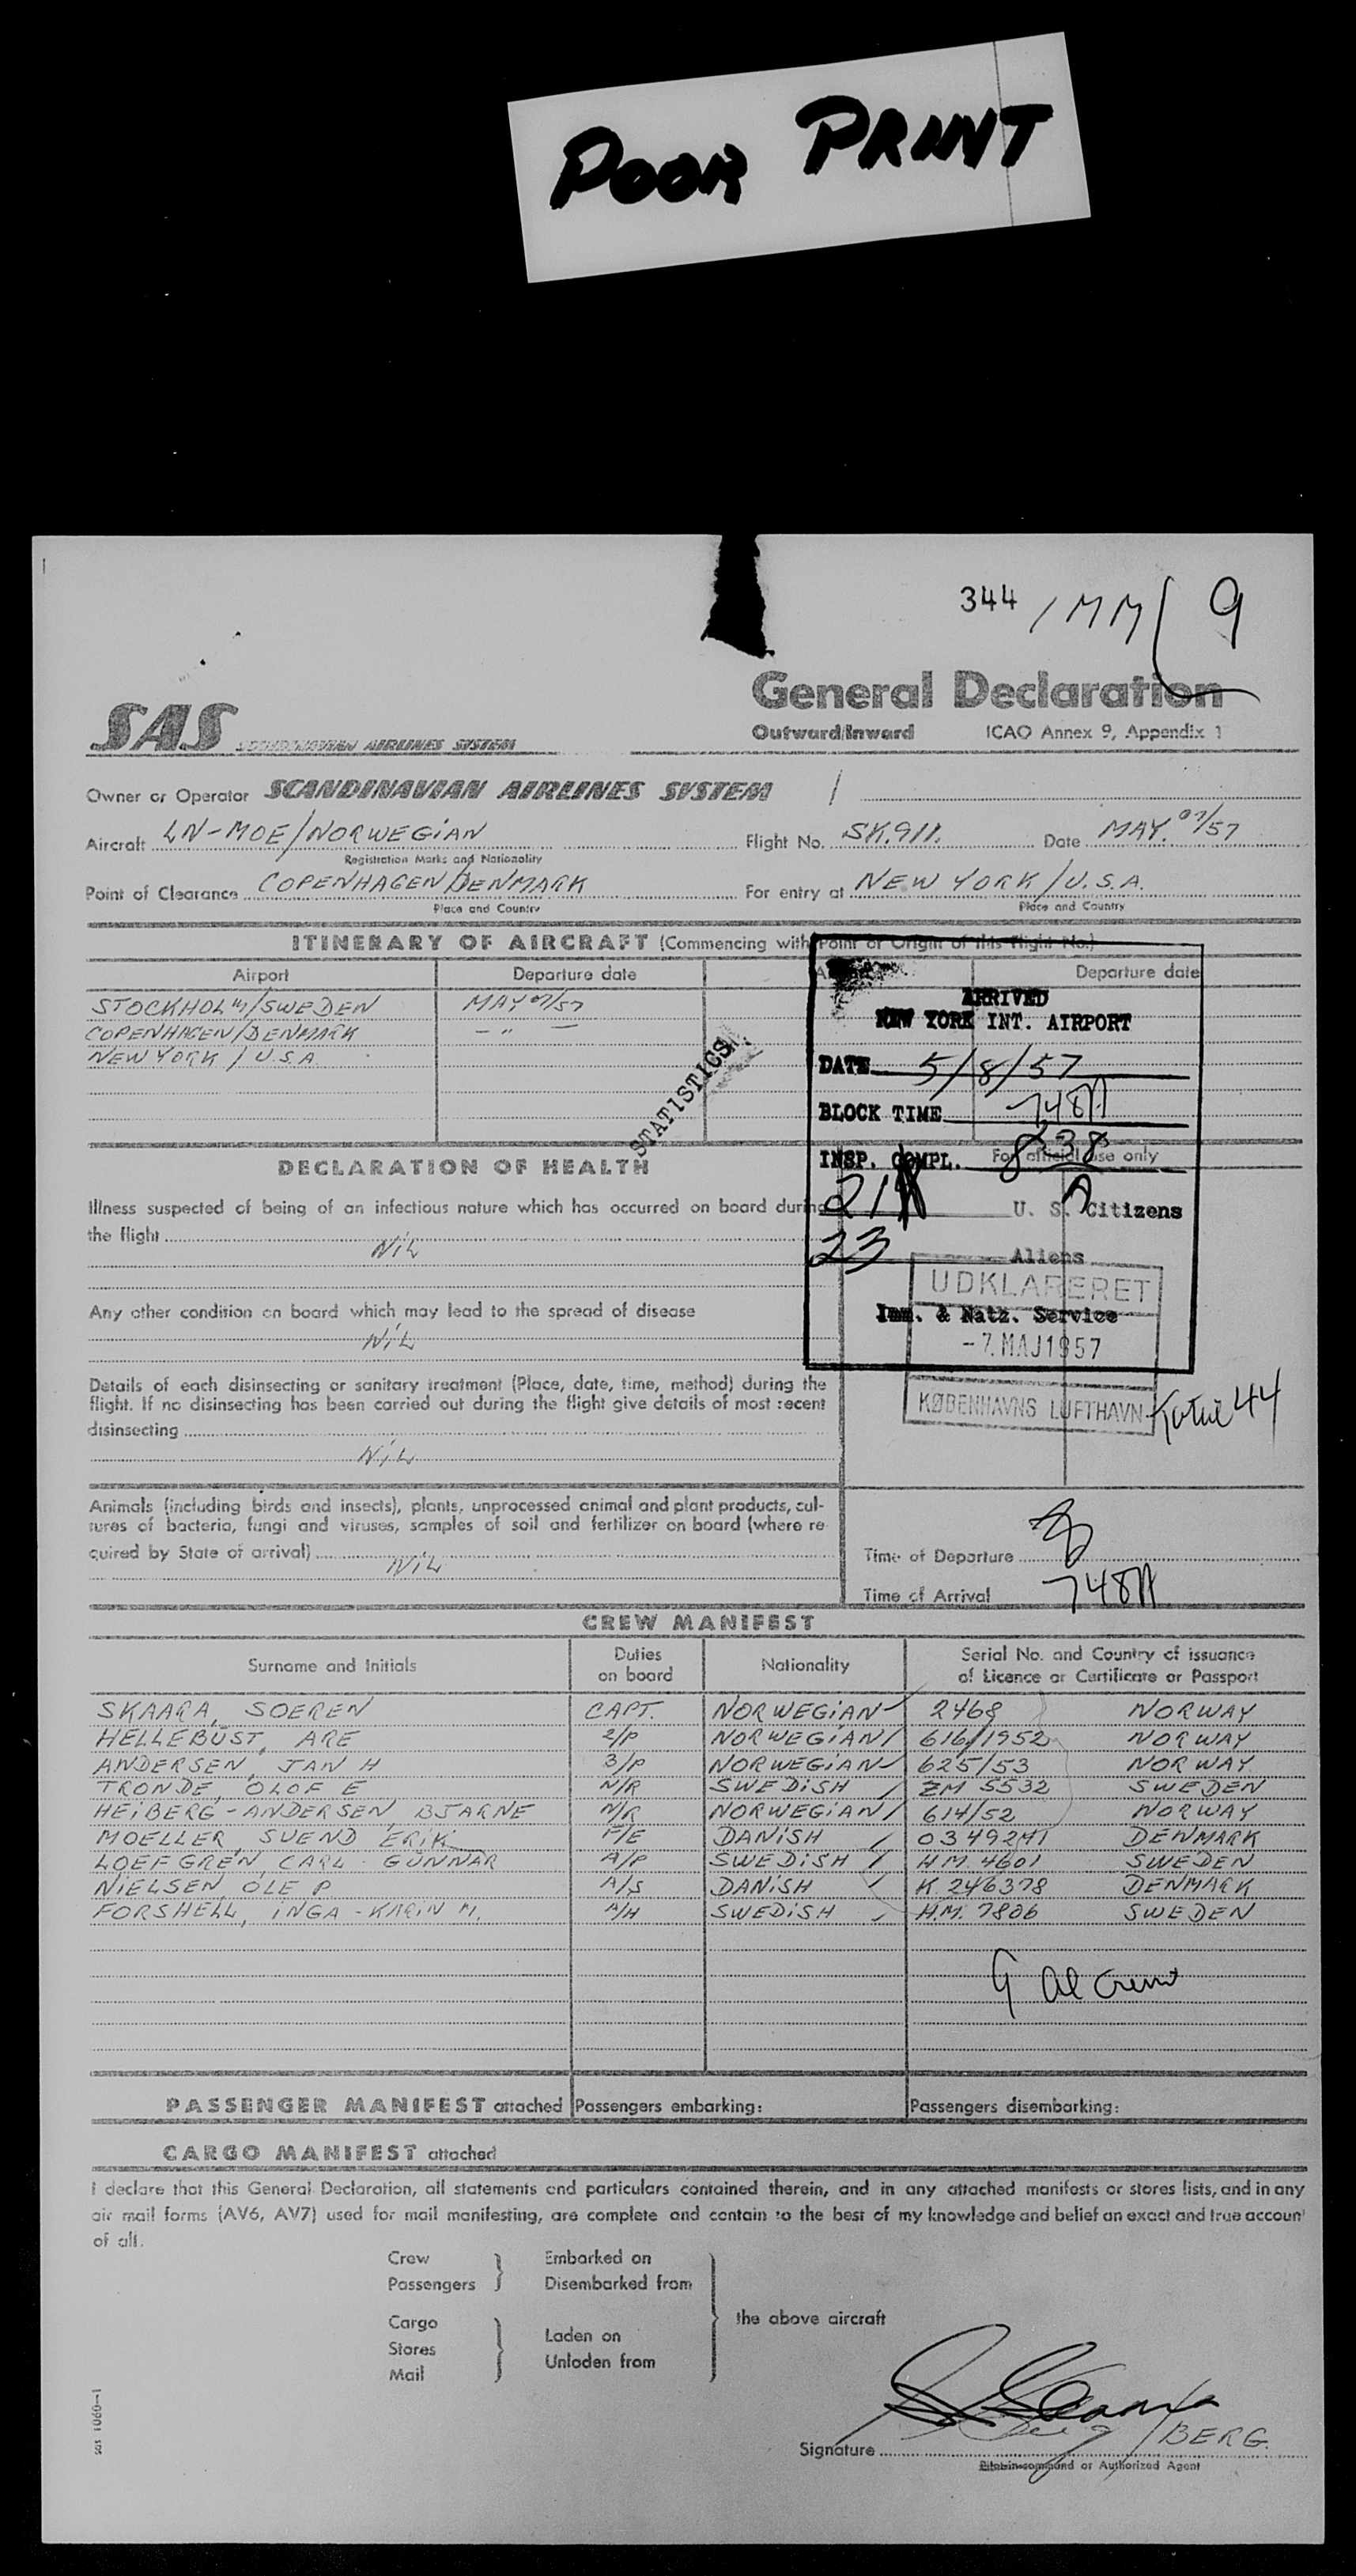 POOR PRINT
344 / MM 9
General Declaration
SAS SCANDINAVIAN AIRLINES SYSTEM
Outward/Inward ICAO Annex 9, Appendix 1
Owner or Operator SCANDINAVIAN AIRLINES SYSTEM
Aircraft LN-MOE/NORWEGIAN Flight No. SK.911. Date MAY. 07/57
Registration Marks and Nationality
Point of Clearance COPENHAGEN/DENMARK For entry at NEW YORK/U.S.A.
Place and Country Place and Country
ITINERARY OF AIRCRAFT (Commencing with Point of Origin of this flight No.)
Airport Departure date Departure date
STOCKHOLM/SWEDEN MAY 07/57
COPENHAGEN/DENMARK - " -
NEW YORK / U.S.A.
STATISTICS
ARRIVED
NEW YORK INT. AIRPORT
DATE 5/8/57
BLOCK TIME 748A
INSP. COMPL. 838A
For official use only
21 U. S. Citizens
23 Aliens
Imm. & Natz. Service
UDKLARERET
-7. MAJ 1957
KØBENHAVNS LUFTHAVN
44
DECLARATION OF HEALTH
Illness suspected of being of an infectious nature which has occurred on board during
the flight NIL
Any other condition on board which may lead to the spread of disease
NIL
Details of each disinsecting or sanitary treatment (Place, date, time, method) during the
flight. If no disinsecting has been carried out during the flight give details of most recent
disinsecting
NIL
Animals (including birds and insects), plants, unprocessed animal and plant products, cul-
tures of bacteria, fungi and viruses, samples of soil and fertilizer on board (where re
quired by State of arrival) NIL
Time of Departure
Time of Arrival 748A
CREW MANIFEST
Surname and Initials Duties on board Nationality Serial No. and Country of issuance of Licence or Certificate or Passport
SKAARA, SOEREN CAPT. NORWEGIAN 2468 NORWAY
HELLEBUST, ARE 2/P NORWEGIAN 616/1952 NORWAY
ANDERSEN, JAN H 3/P NORWEGIAN 625/53 NORWAY
TRONDE, OLOF E N/R SWEDISH ZM 5532 SWEDEN
HEIBERG-ANDERSEN, BJARNE N/R NORWEGIAN 614/52 NORWAY
MOELLER, SVEND ERIK F/E DANISH 0349241 DENMARK
LOEFGREN, CARL-GUNNAR A/P SWEDISH H.M. 4601 SWEDEN
NIELSEN, OLE P A/S DANISH K 246378 DENMARK
FORSHELL, INGA-KARIN M. A/H SWEDISH H.M. 7806 SWEDEN
9 Al Crew
PASSENGER MANIFEST attached Passengers embarking: Passengers disembarking:
CARGO MANIFEST attached
I declare that this General Declaration, all statements and particulars contained therein, and in any attached manifests or stores lists, and in any
air mail forms (AV6, AV7) used for mail manifesting, are complete and contain to the best of my knowledge and belief an exact and true accoun
of all.
Crew Embarked on
Passengers Disembarked from
the above aircraft
Cargo Laden on
Stores
Mail Unloden from
/BERG.
Signature
Pilot-in-command or Authorized Agent
SAS 1060-1